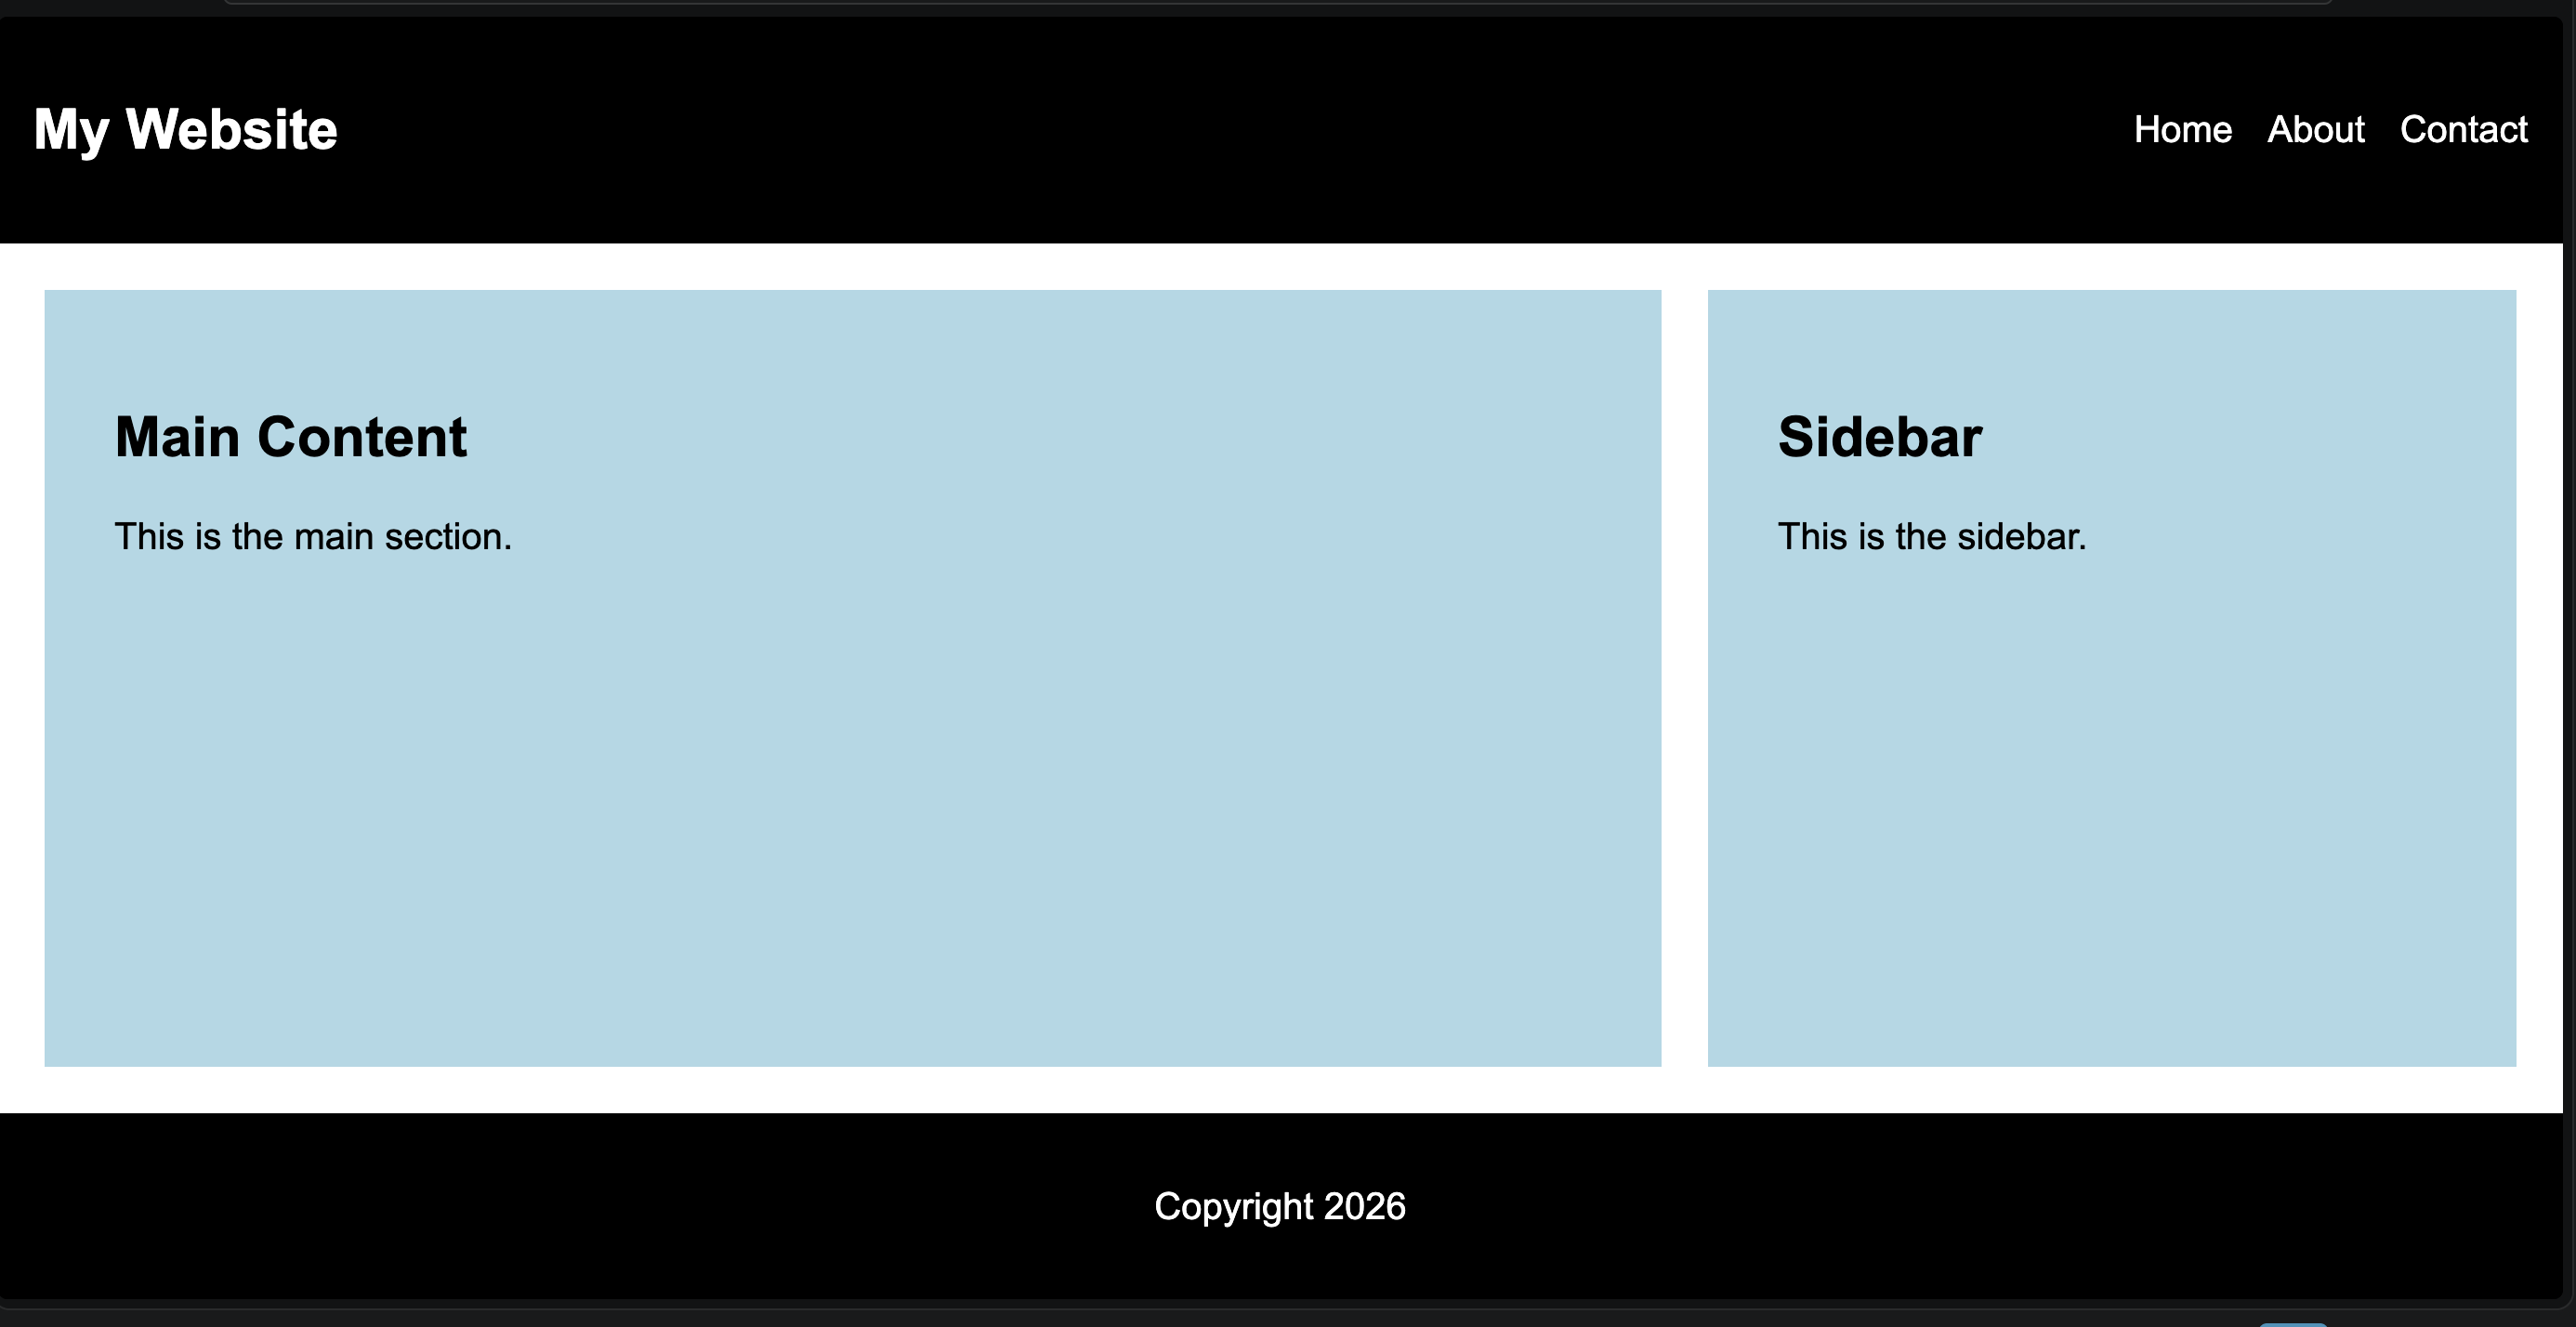 My Website
Home About Contact
Main Content
This is the main section.
Sidebar
This is the sidebar.
Copyright 2026